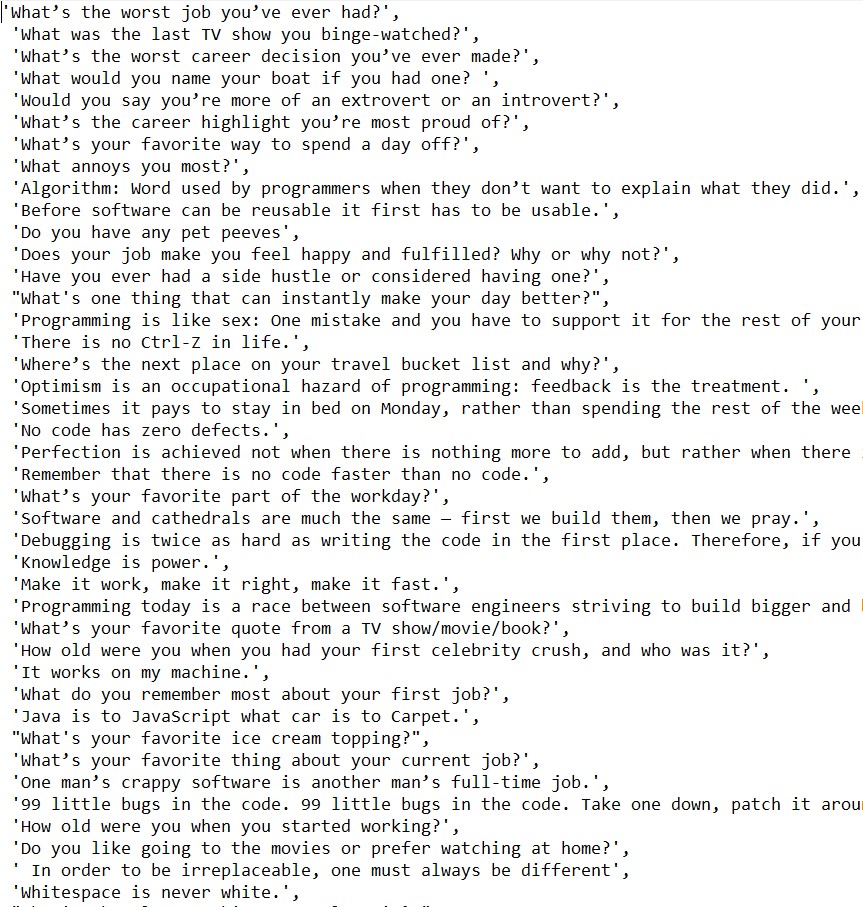 'What’s the worst job you’ve ever had?',
'What was the last TV show you binge-watched?',
'What’s the worst career decision you’ve ever made?',
'What would you name your boat if you had one? ',
'Would you say you’re more of an extrovert or an introvert?',
'What’s the career highlight you’re most proud of?',
'What’s your favorite way to spend a day off?',
'What annoys you most?',
'Algorithm: Word used by programmers when they don’t want to explain what they did.',
'Before software can be reusable it first has to be usable.',
'Do you have any pet peeves',
'Does your job make you feel happy and fulfilled? Why or why not?',
'Have you ever had a side hustle or considered having one?',
"What's one thing that can instantly make your day better?",
'Programming is like sex: One mistake and you have to support it for the rest of your
'There is no Ctrl-Z in life.',
'Where’s the next place on your travel bucket list and why?',
'Optimism is an occupational hazard of programming: feedback is the treatment. ',
'Sometimes it pays to stay in bed on Monday, rather than spending the rest of the
'No code has zero defects.',
'Perfection is achieved not when there is nothing more to add, but rather when there
'Remember that there is no code faster than no code.',
'What’s your favorite part of the workday?',
'Software and cathedrals are much the same — first we build them, then we pray.',
'Debugging is twice as hard as writing the code in the first place. Therefore, if you
'Knowledge is power.',
'Make it work, make it right, make it fast.',
'Programming today is a race between software engineers striving to build bigger and
'What’s your favorite quote from a TV show/movie/book?',
'How old were you when you had your first celebrity crush, and who was it?',
'It works on my machine.',
'What do you remember most about your first job?',
'Java is to JavaScript what car is to Carpet.',
"What's your favorite ice cream topping?",
'What’s your favorite thing about your current job?',
'One man’s crappy software is another man’s full-time job.',
'99 little bugs in the code. 99 little bugs in the code. Take one down, patch it
'How old were you when you started working?',
'Do you like going to the movies or prefer watching at home?',
' In order to be irreplaceable, one must always be different',
'Whitespace is never white.',